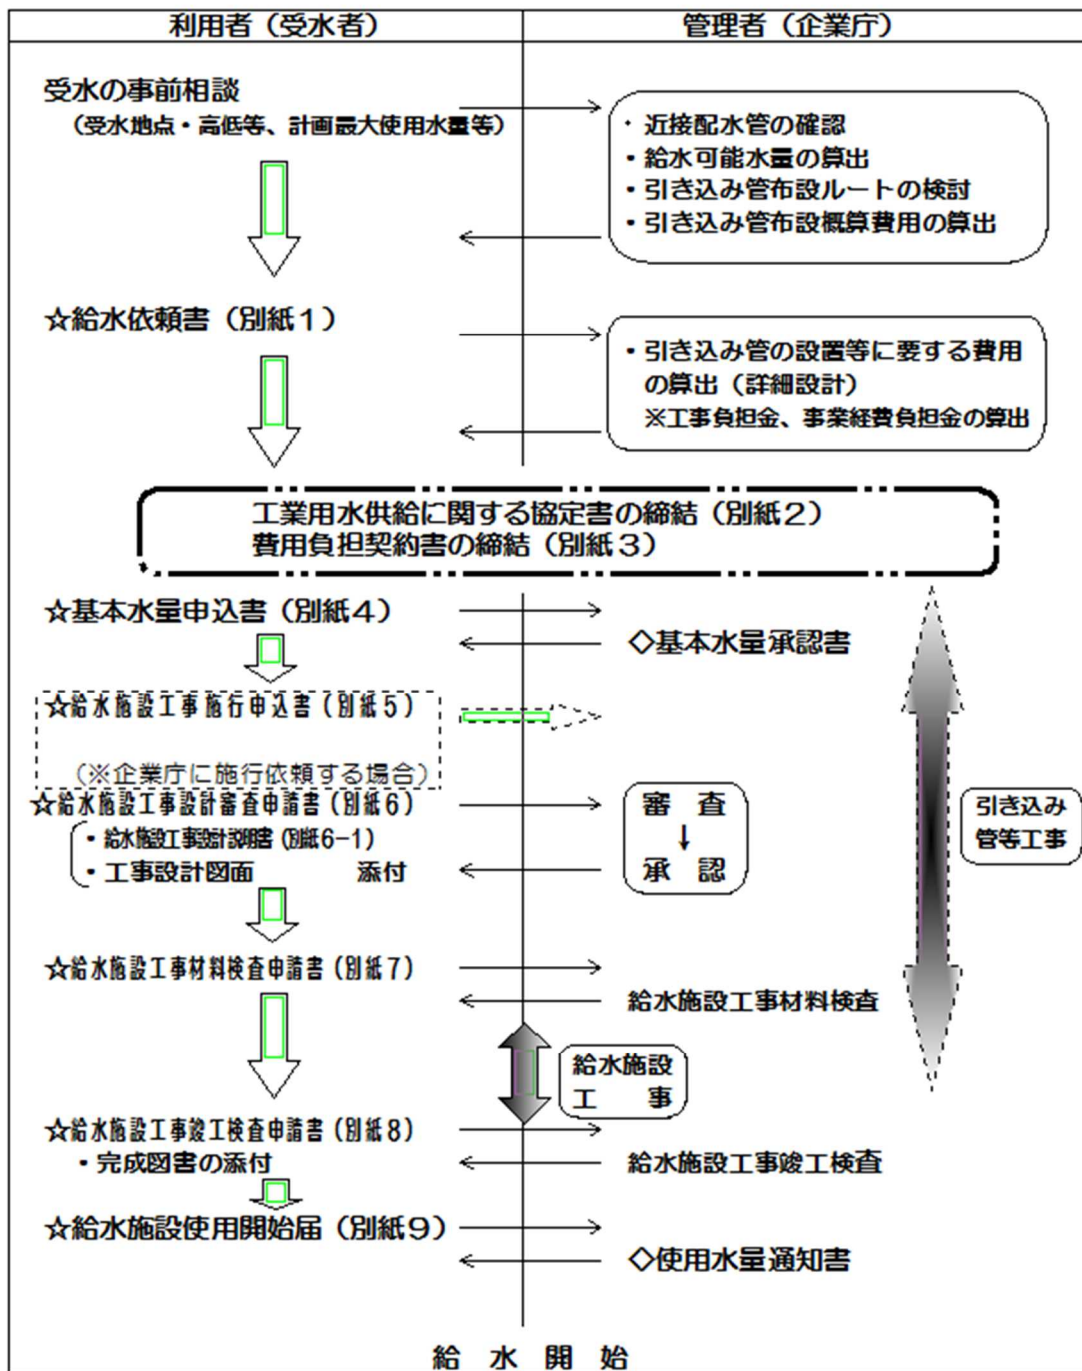 利用者（受水者）
管理者（企業庁）
受水の事前相談
（受水地点・高低等、計画最大使用水量等）
・近接配水管の確認
・給水可能水量の算出
・引き込み管布設ルートの検討
・引き込み管布設概算費用の算出
☆給水依頼書（別紙１）
・引き込み管の設置等に要する費用
の算出（詳細設計）
※工事負担金、事業経費負担金の算出
工業用水供給に関する協定書の締結（別紙２）
費用負担契約書の締結（別紙３）
☆基本水量申込書（別紙４）
◇基本水量承認書
☆給水施設工事施行申込書（別紙５）
（※企業庁に施行依頼する場合）
☆給水施設工事設計審査申請書（別紙６）
・給水施設工事設計説明書（別紙6-1）
・工事設計図面　　　添付
審　査
↓
承　認
引き込み
管等工事
☆給水施設工事材料検査申請書（別紙７）
給水施設工事材料検査
給水施設
工　　事
☆給水施設工事竣工検査申請書（別紙８）
・完成図書の添付
給水施設工事竣工検査
☆給水施設使用開始届（別紙９）
◇使用水量通知書
給　水　開　始